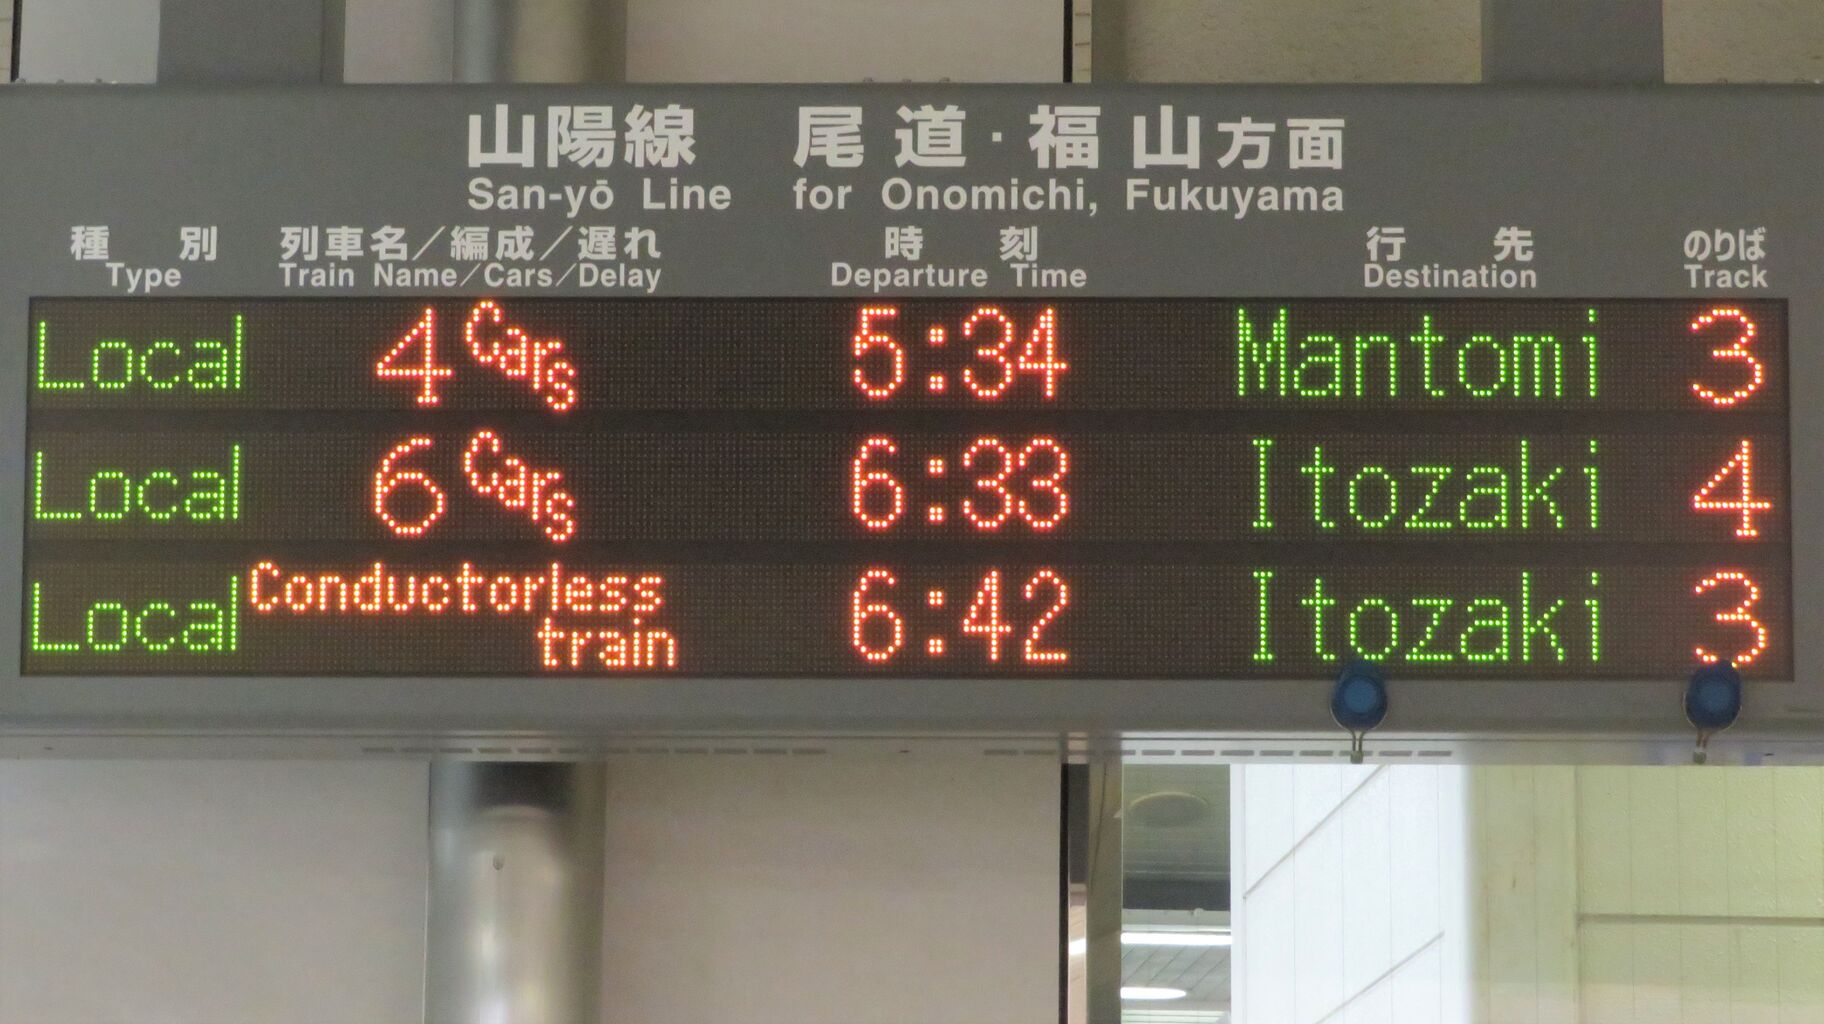 山陽線 尾道・福山方面
San-yō Line for Onomichi, Fukuyama
種別 列車名／編成／遅れ 時刻 行先 のりば
Type Train Name／Cars／Delay Departure Time Destination Track
Local 4 Cars 5:34 Mantomi 3
Local 6 Cars 6:33 Itozaki 4
Local Conductorless train 6:42 Itozaki 3